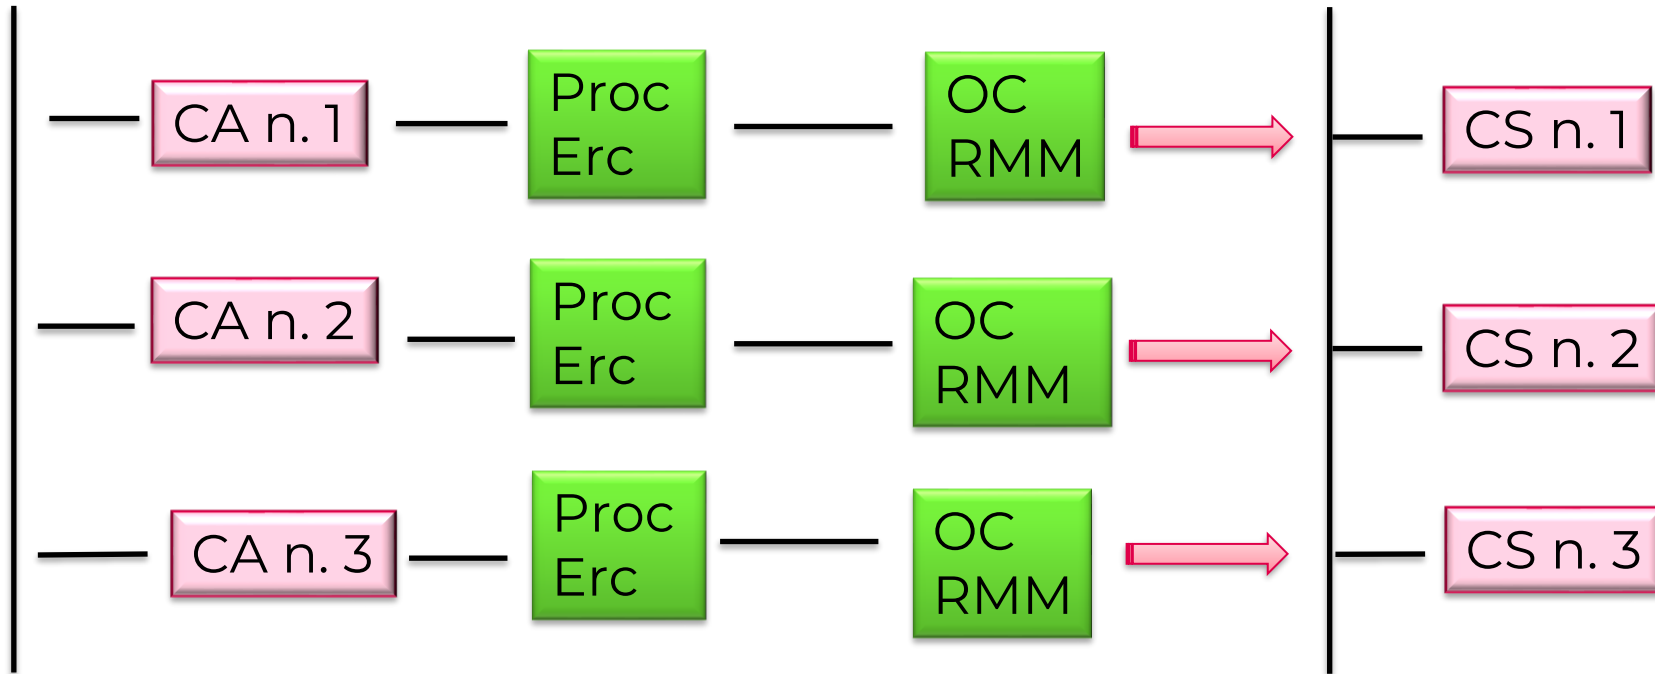 CA n. 1
Proc
Erc
OC
RMM
CS n. 1
CA n. 2
Proc
Erc
OC
RMM
CS n. 2
CA n. 3
Proc
Erc
OC
RMM
CS n. 3